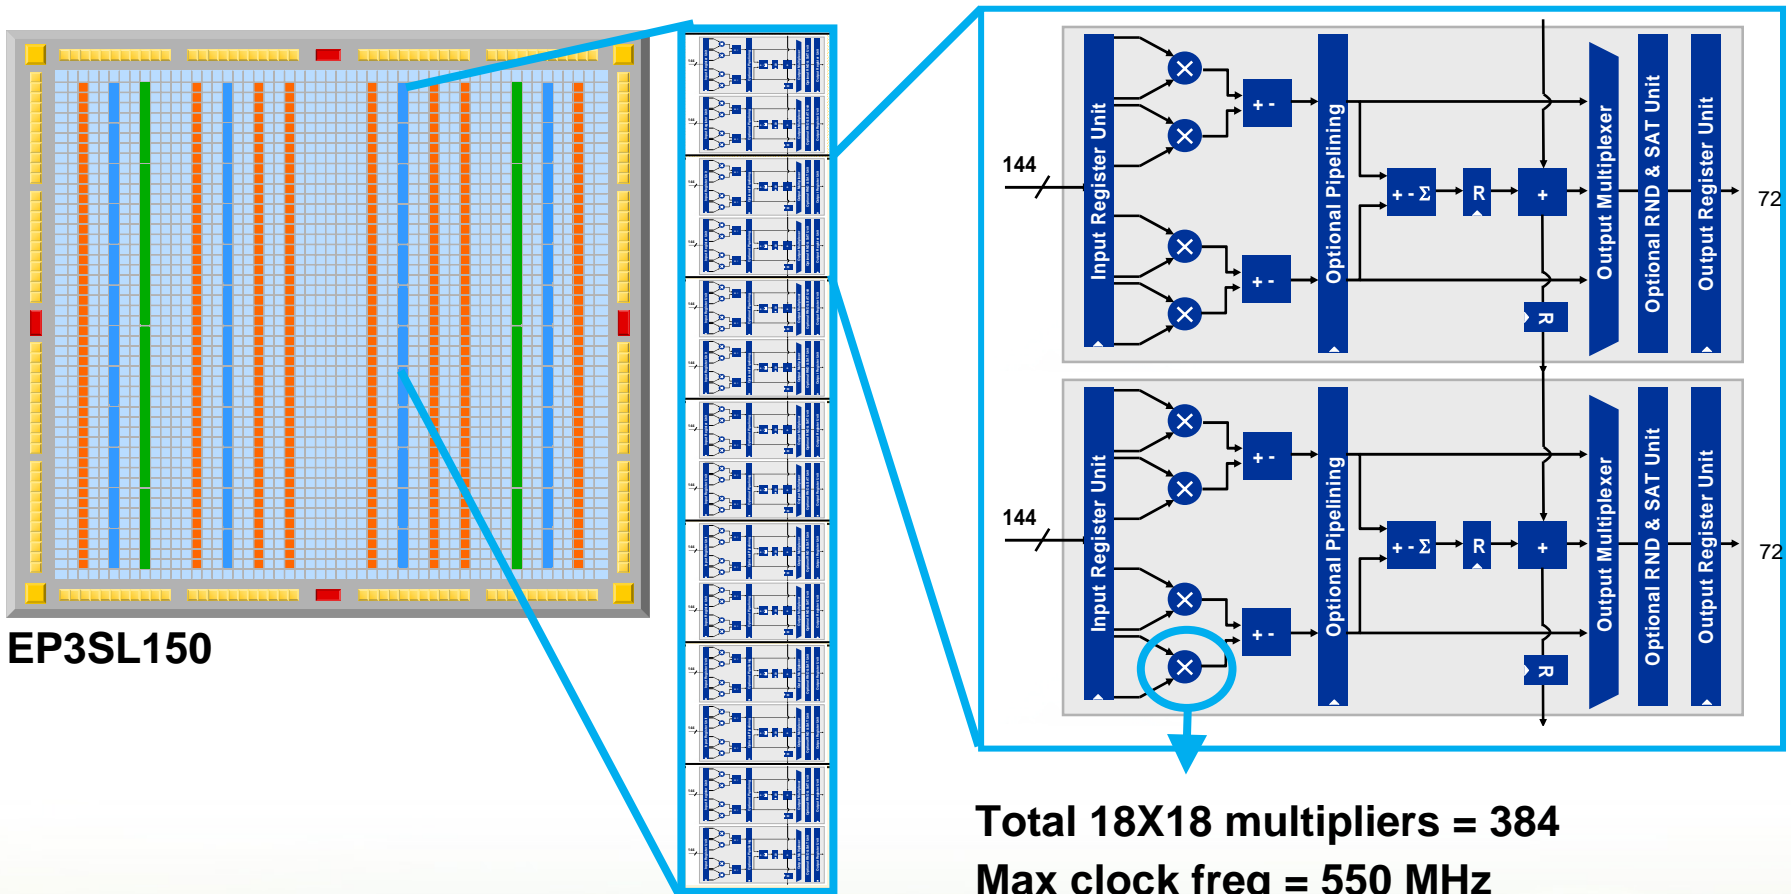 EP3SL150
144
Input Register Unit
+ -
+ -
Optional Pipelining
+ - Σ
R
+
R
Output Multiplexer
Optional RND & SAT Unit
Output Register Unit
72
144
Input Register Unit
+ -
+ -
Optional Pipelining
+ - Σ
R
+
R
Output Multiplexer
Optional RND & SAT Unit
Output Register Unit
72
Total 18X18 multipliers = 384
Max clock freq = 550 MHz